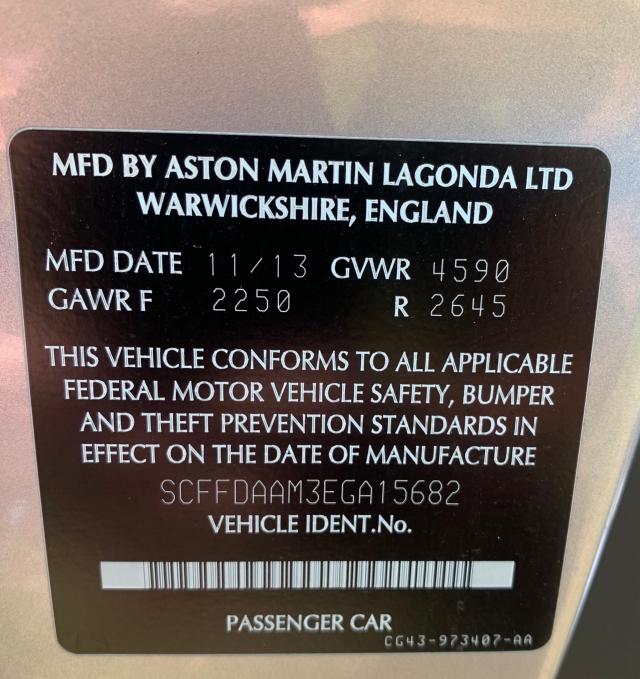 MFD BY ASTON MARTIN LAGONDA LTD
WARWICKSHIRE, ENGLAND
MFD DATE 11/13 GVWR 4590
GAWR F 2250 R 2645
THIS VEHICLE CONFORMS TO ALL APPLICABLE
FEDERAL MOTOR VEHICLE SAFETY, BUMPER
AND THEFT PREVENTION STANDARDS IN
EFFECT ON THE DATE OF MANUFACTURE
SCFFDAAM3EGA15682
VEHICLE IDENT.No.
PASSENGER CAR
CG43-973407-AA